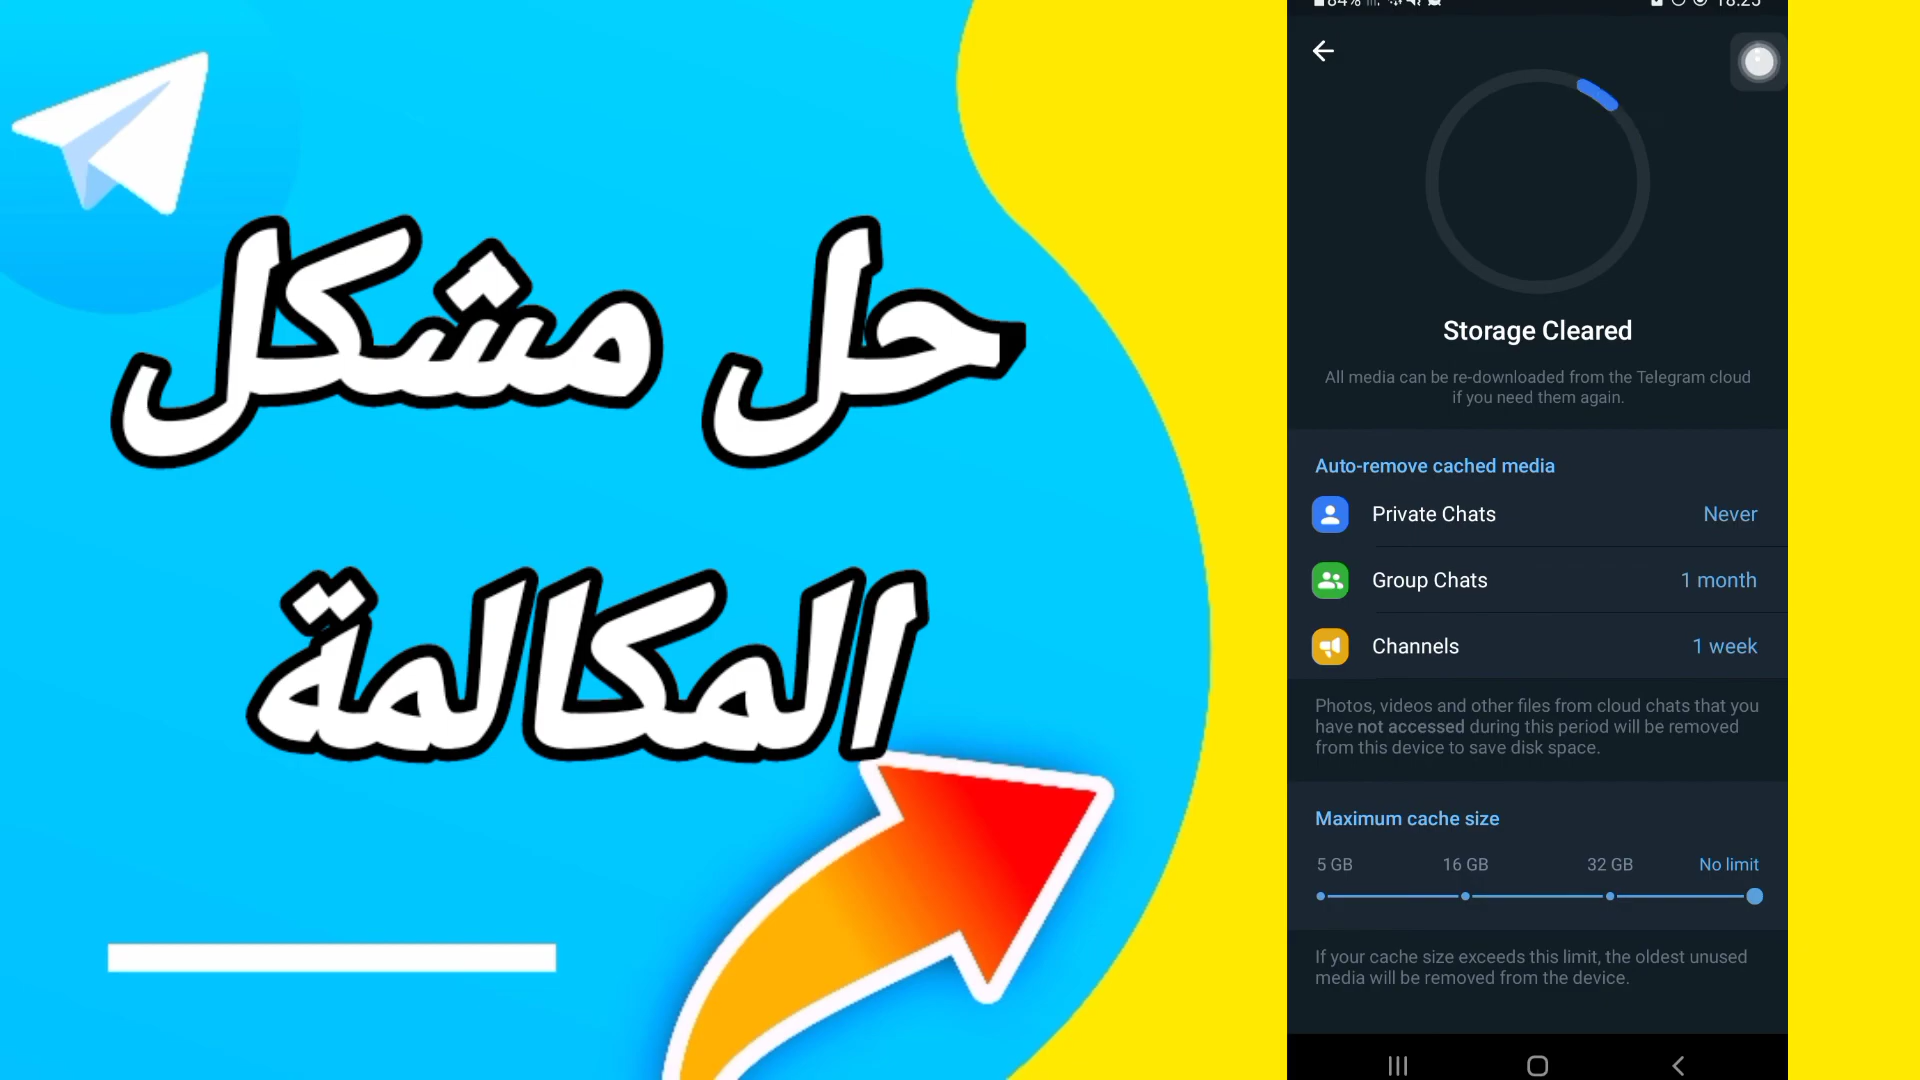 حل مشكل
المكالمة
84% 18:25
Storage Cleared
All media can be re-downloaded from the Telegram cloud
if you need them again.
Auto-remove cached media
Private Chats Never
Group Chats 1 month
Channels 1 week
Photos, videos and other files from cloud chats that you
have not accessed during this period will be removed
from this device to save disk space.
Maximum cache size
5 GB 16 GB 32 GB No limit
If your cache size exceeds this limit, the oldest unused
media will be removed from the device.